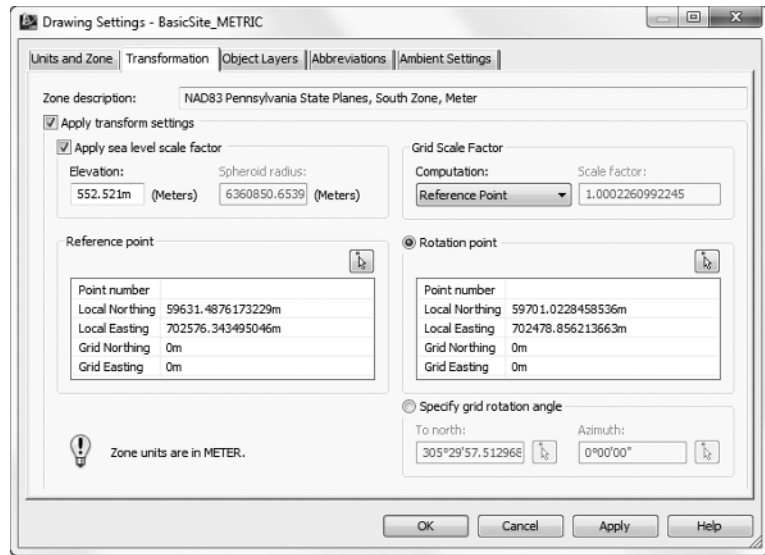 Drawing Settings - BasicSite_METRIC
Units and Zone Transformation Object Layers Abbreviations Ambient Settings
Zone description: NAD83 Pennsylvania State Planes, South Zone, Meter
Apply transform settings
Apply sea level scale factor
Elevation: Spheroid radius:
552.521m (Meters) 6360850.6539 (Meters)
Grid Scale Factor
Computation: Scale factor:
Reference Point 1.0002260992245
Reference point
Point number
Local Northing 59631.4876173229m
Local Easting 702576.343495046m
Grid Northing 0m
Grid Easting 0m
Rotation point
Point number
Local Northing 59701.0228458536m
Local Easting 702478.856213663m
Grid Northing 0m
Grid Easting 0m
Specify grid rotation angle
To north: Azimuth:
305°29'57.512968 0°00'00"
Zone units are in METER.
OK Cancel Apply Help